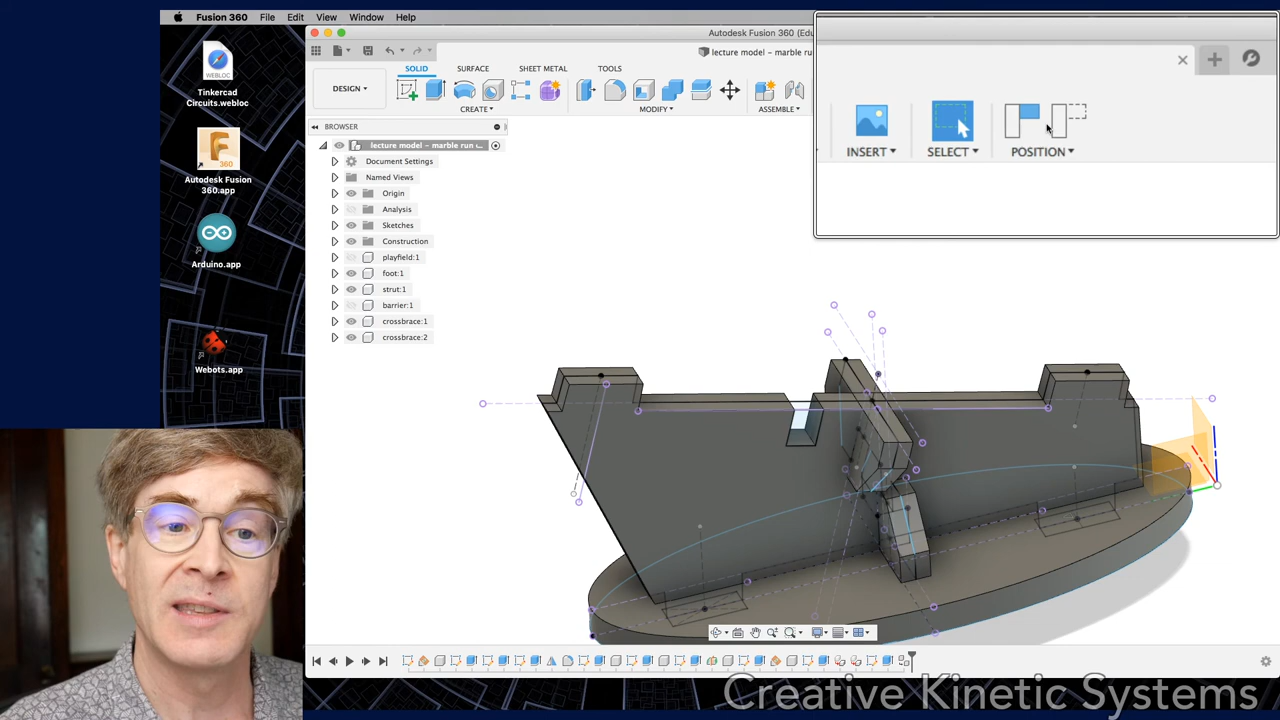 Fusion 360 File Edit View Window Help
WEBLOC
Tinkercad
Circuits.webloc
360
Autodesk Fusion
360.app
Arduino.app
Webots.app
Autodesk Fusion 360 (Edu
lecture model – marble ru
SOLID SURFACE SHEET METAL TOOLS
DESIGN
CREATE MODIFY ASSEMBLE
INSERT SELECT POSITION
BROWSER
lecture model – marble run
Document Settings
Named Views
Origin
Analysis
Sketches
Construction
playfield:1
foot:1
strut:1
barrier:1
crossbrace:1
crossbrace:2
Creative Kinetic Systems